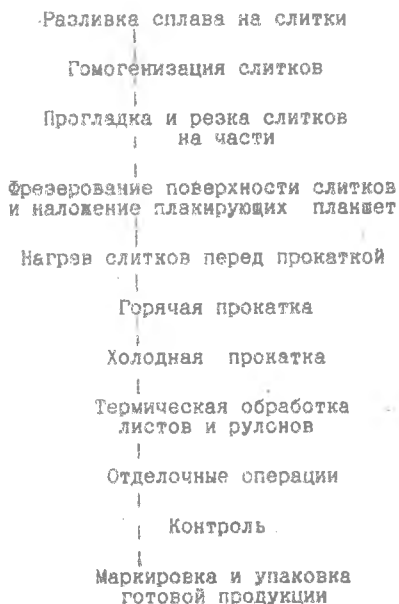 Разливка сплава на слитки
Гомогенизация слитков
Прогладка и резка слитков
на части
Фрезерование поверхности слитков
и наложение плакирующих планшет
Нагрев слитков перед прокаткой
Горячая прокатка
Холодная прокатка
Термическая обработка
листов и рулонов
Отделочные операции
Контроль
Маркировка и упаковка
готовой продукции